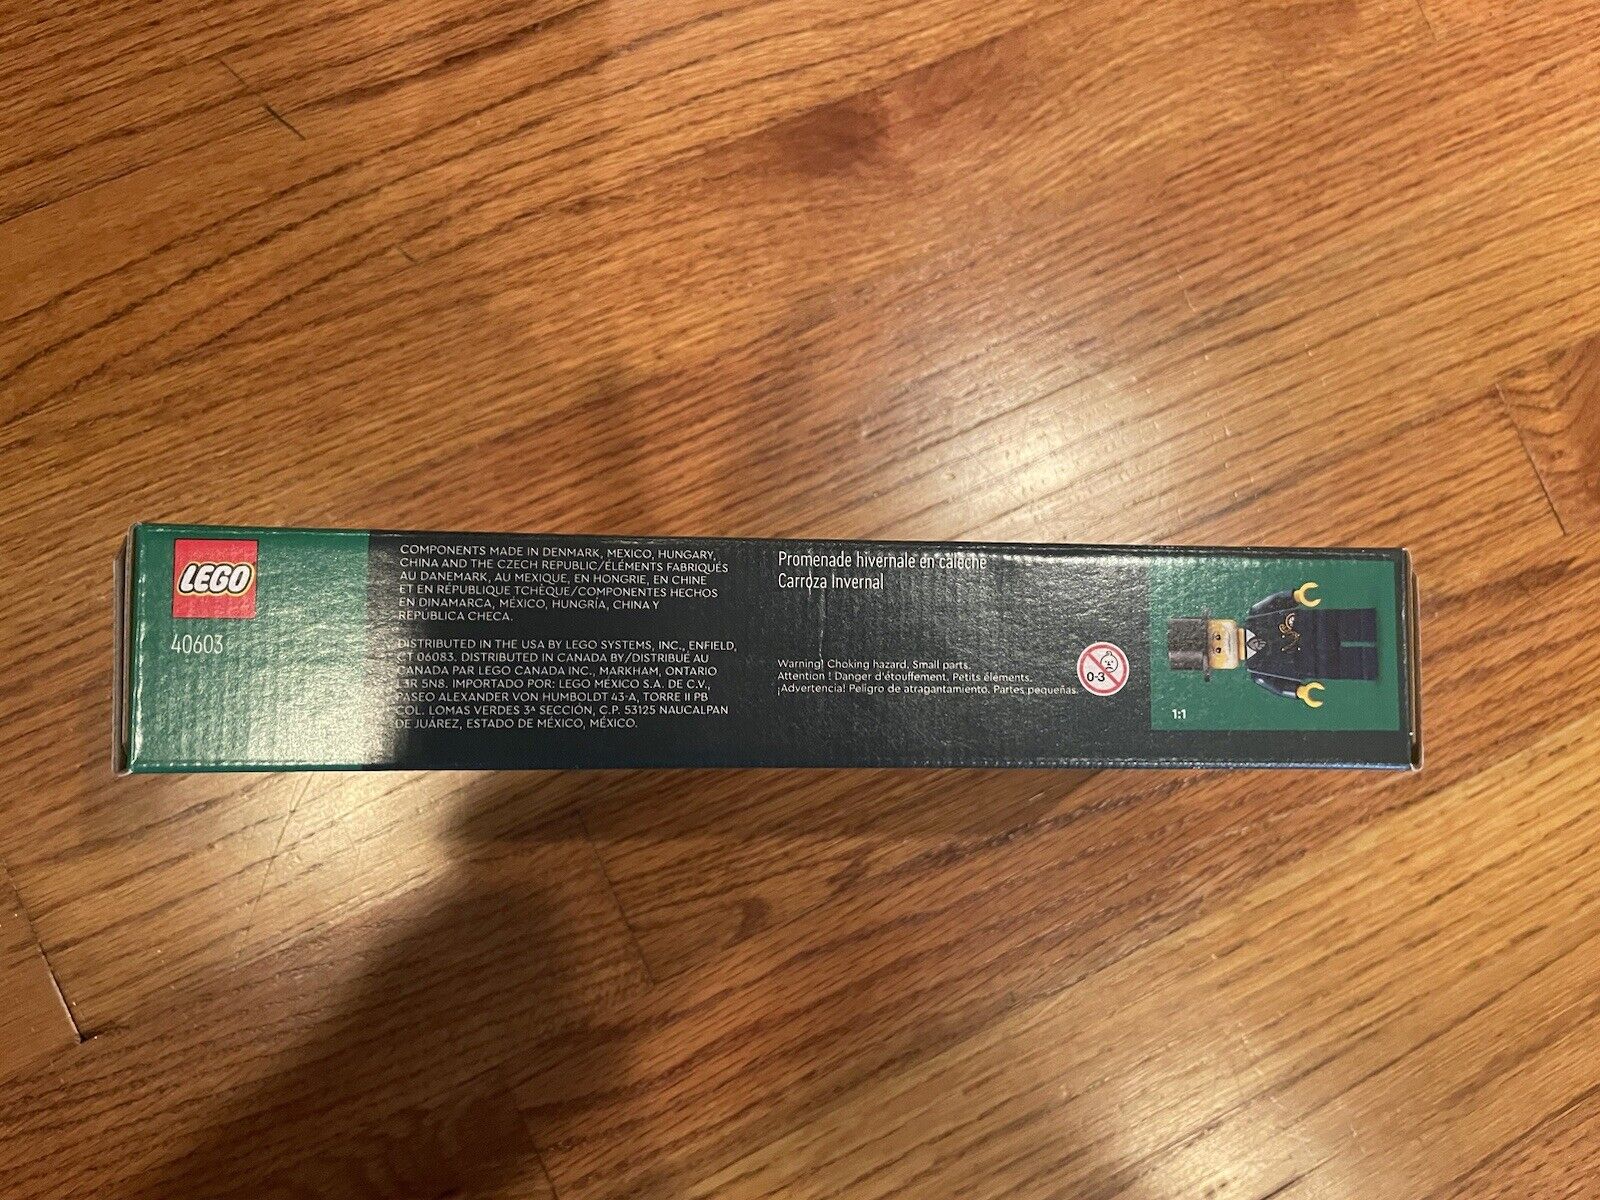 LEGO
40603
COMPONENTS MADE IN DENMARK, MEXICO, HUNGARY,
CHINA AND THE CZECH REPUBLIC/ÉLÉMENTS FABRIQUÉS
AU DANEMARK, AU MEXIQUE, EN HONGRIE, EN CHINE
ET EN RÉPUBLIQUE TCHÈQUE/COMPONENTES HECHOS
EN DINAMARCA, MÉXICO, HUNGRÍA, CHINA Y
REPÚBLICA CHECA.
DISTRIBUTED IN THE USA BY LEGO SYSTEMS, INC., ENFIELD,
CT 06083. DISTRIBUTED IN CANADA BY/DISTRIBUÉ AU
CANADA PAR LEGO CANADA INC., MARKHAM, ONTARIO
L3R 5N8. IMPORTADO POR: LEGO MÉXICO S.A. DE C.V.,
PASEO ALEXANDER VON HUMBOLDT 43-A, TORRE II PB
COL. LOMAS VERDES 3ª SECCIÓN, C.P. 53125 NAUCALPAN
DE JUÁREZ, ESTADO DE MÉXICO, MÉXICO.
Promenade hivernale en calèche
Carroza Invernal
Warning! Choking hazard. Small parts.
Attention ! Danger d'étouffement. Petits éléments.
¡Advertencia! Peligro de atragantamiento. Partes pequeñas.
0-3
1:1